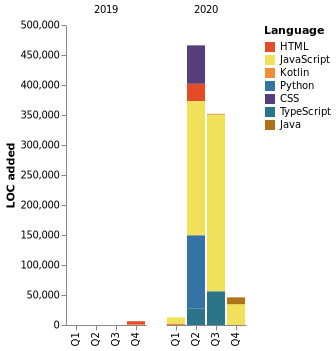 2019 2020
LOC added
500,000
450,000
400,000
350,000
300,000
250,000
200,000
150,000
100,000
50,000
0
Q1 Q2 Q3 Q4 Q1 Q2 Q3 Q4
Language
HTML
JavaScript
Kotlin
Python
CSS
TypeScript
Java